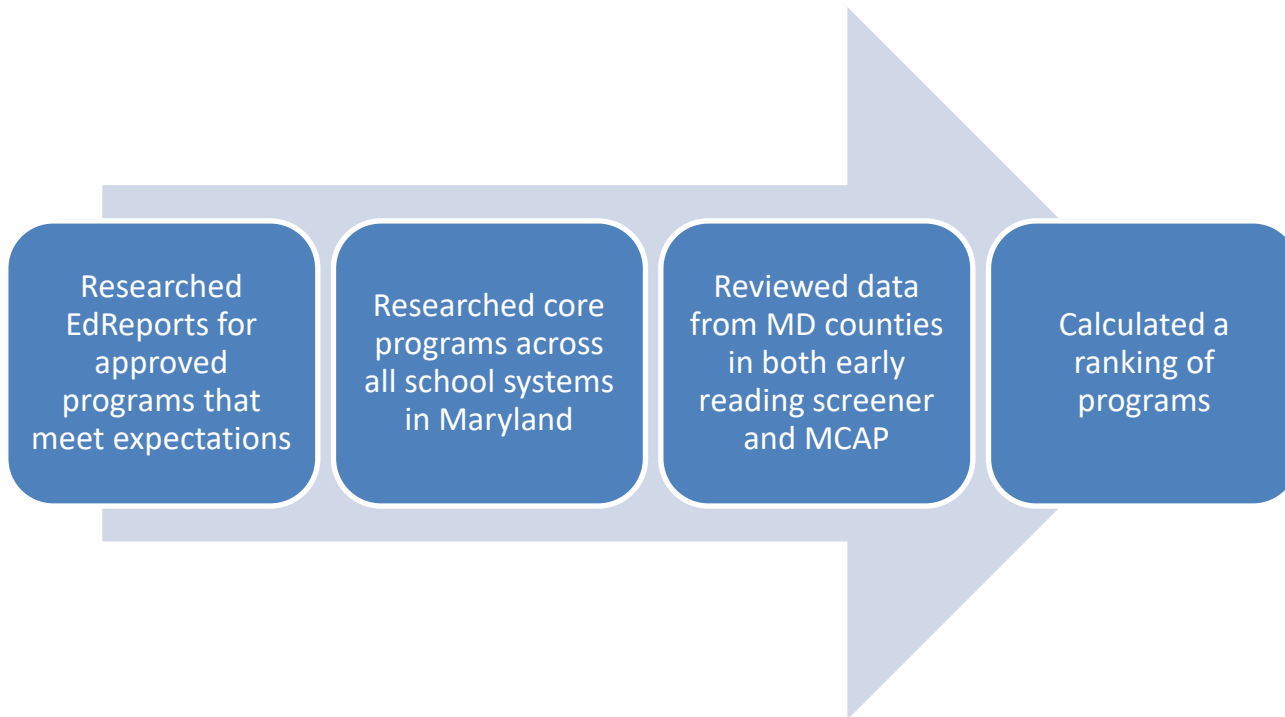 Researched
EdReports for
approved
programs that
meet expectations
Researched core
programs across
all school systems
in Maryland
Reviewed data
from MD counties
in both early
reading screener
and MCAP
Calculated a
ranking of
programs